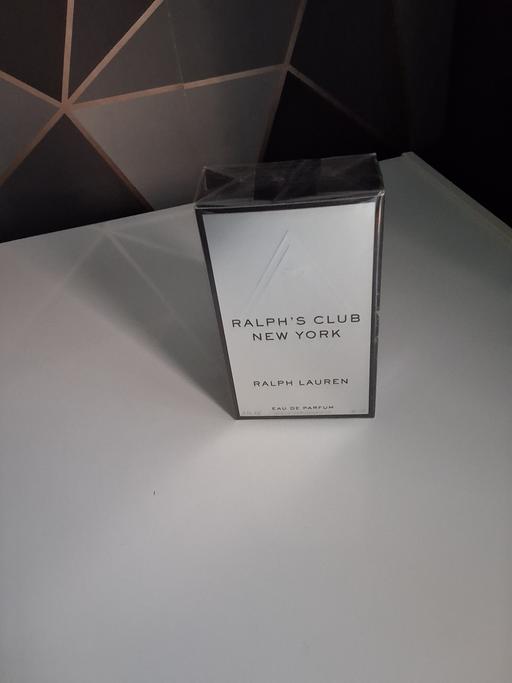 RALPH'S CLUB
NEW YORK
RALPH LAUREN
EAU DE PARFUM